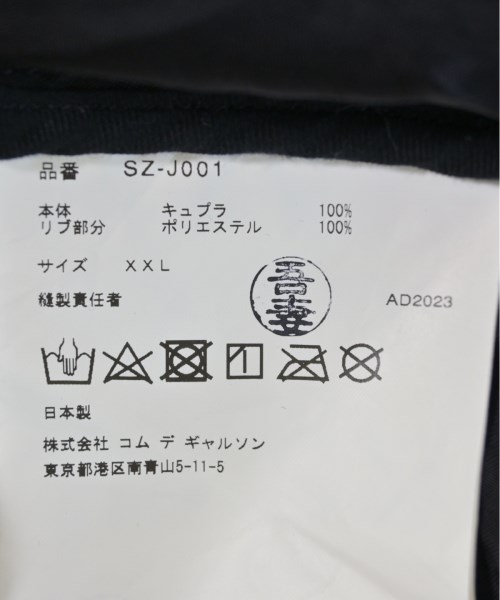 品番 SZ-J001
本体 キュプラ 100%
リブ部分 ポリエステル 100%
サイズ XXL
縫製責任者 吾妻 AD2023
日本製
株式会社 コム デ ギャルソン
東京都港区南青山5-11-5